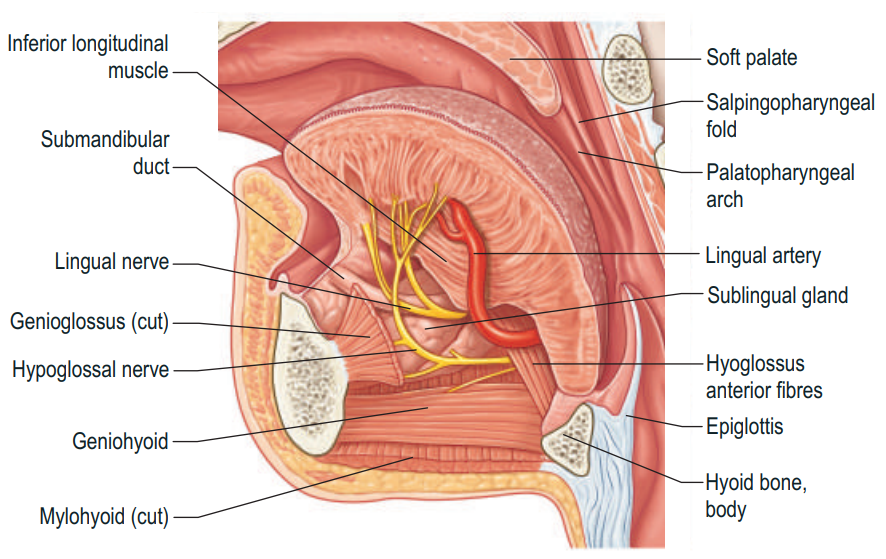 Inferior longitudinal
muscle
Submandibular
duct
Lingual nerve
Genioglossus (cut)
Hypoglossal nerve
Geniohyoid
Mylohyoid (cut)
Soft palate
Salpingopharyngeal
fold
Palatopharyngeal
arch
Lingual artery
Sublingual gland
Hyoglossus
anterior fibres
Epiglottis
Hyoid bone,
body